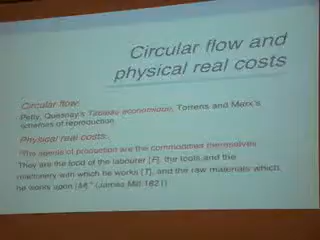 Circular flow and
physical real costs
Circular flow:
Petty, Quesnay's Tableau economique, Torrens and Marx's
schemes of reproduction
Physical real costs:
"The agents of production are the commodities themselves
They are the food of the labourer [F], the tools and the
machinery with which he works [T], and the raw materials which
he works upon [M]." (James Mill 1821)